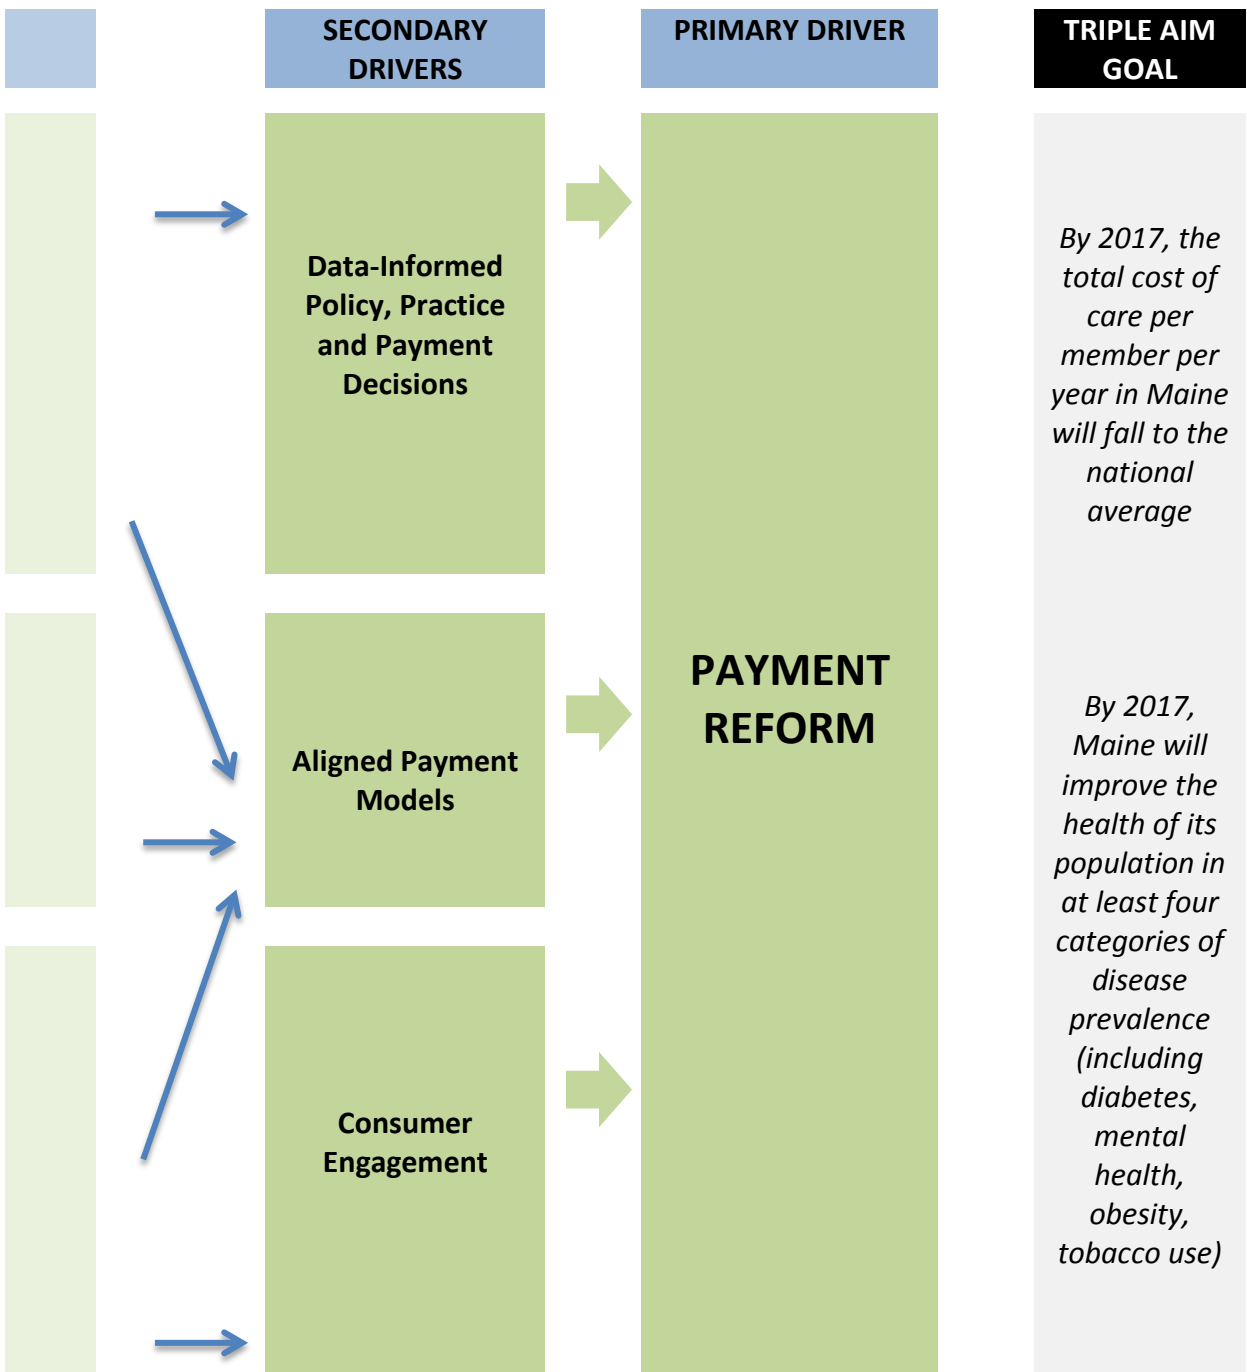 SECONDARY
DRIVERS
PRIMARY DRIVER
TRIPLE AIM
GOAL
Data-Informed
Policy, Practice
and Payment
Decisions
Aligned Payment
Models
Consumer
Engagement
PAYMENT
REFORM
By 2017, the
total cost of
care per
member per
year in Maine
will fall to the
national
average
By 2017,
Maine will
improve the
health of its
population in
at least four
categories of
disease
prevalence
(including
diabetes,
mental
health,
obesity,
tobacco use)